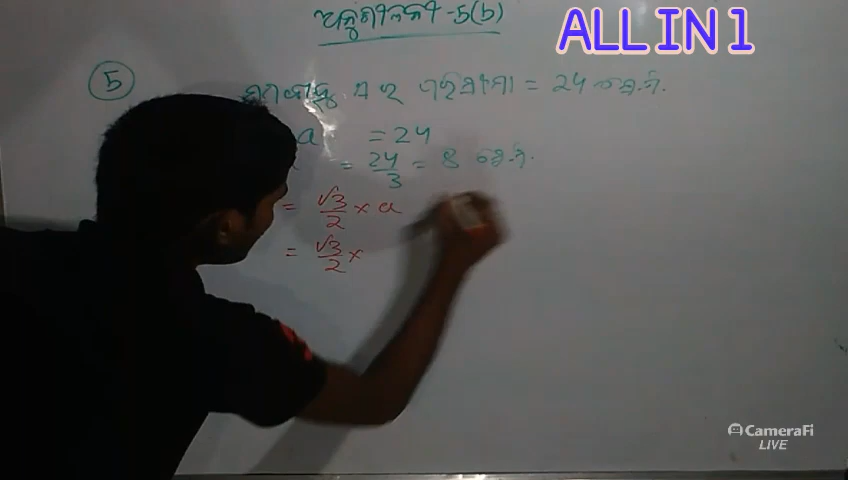 ଅନୁଶୀଳନୀ -5(b)
ALL IN 1
5
ସମବାହୁ ର ପରିସୀମା = 24 ସେ.ମି.
a = 24
= 24/3 = 8 ସେ.ମି.
= √3/2 × a
= √3/2 ×
CameraFi
LIVE